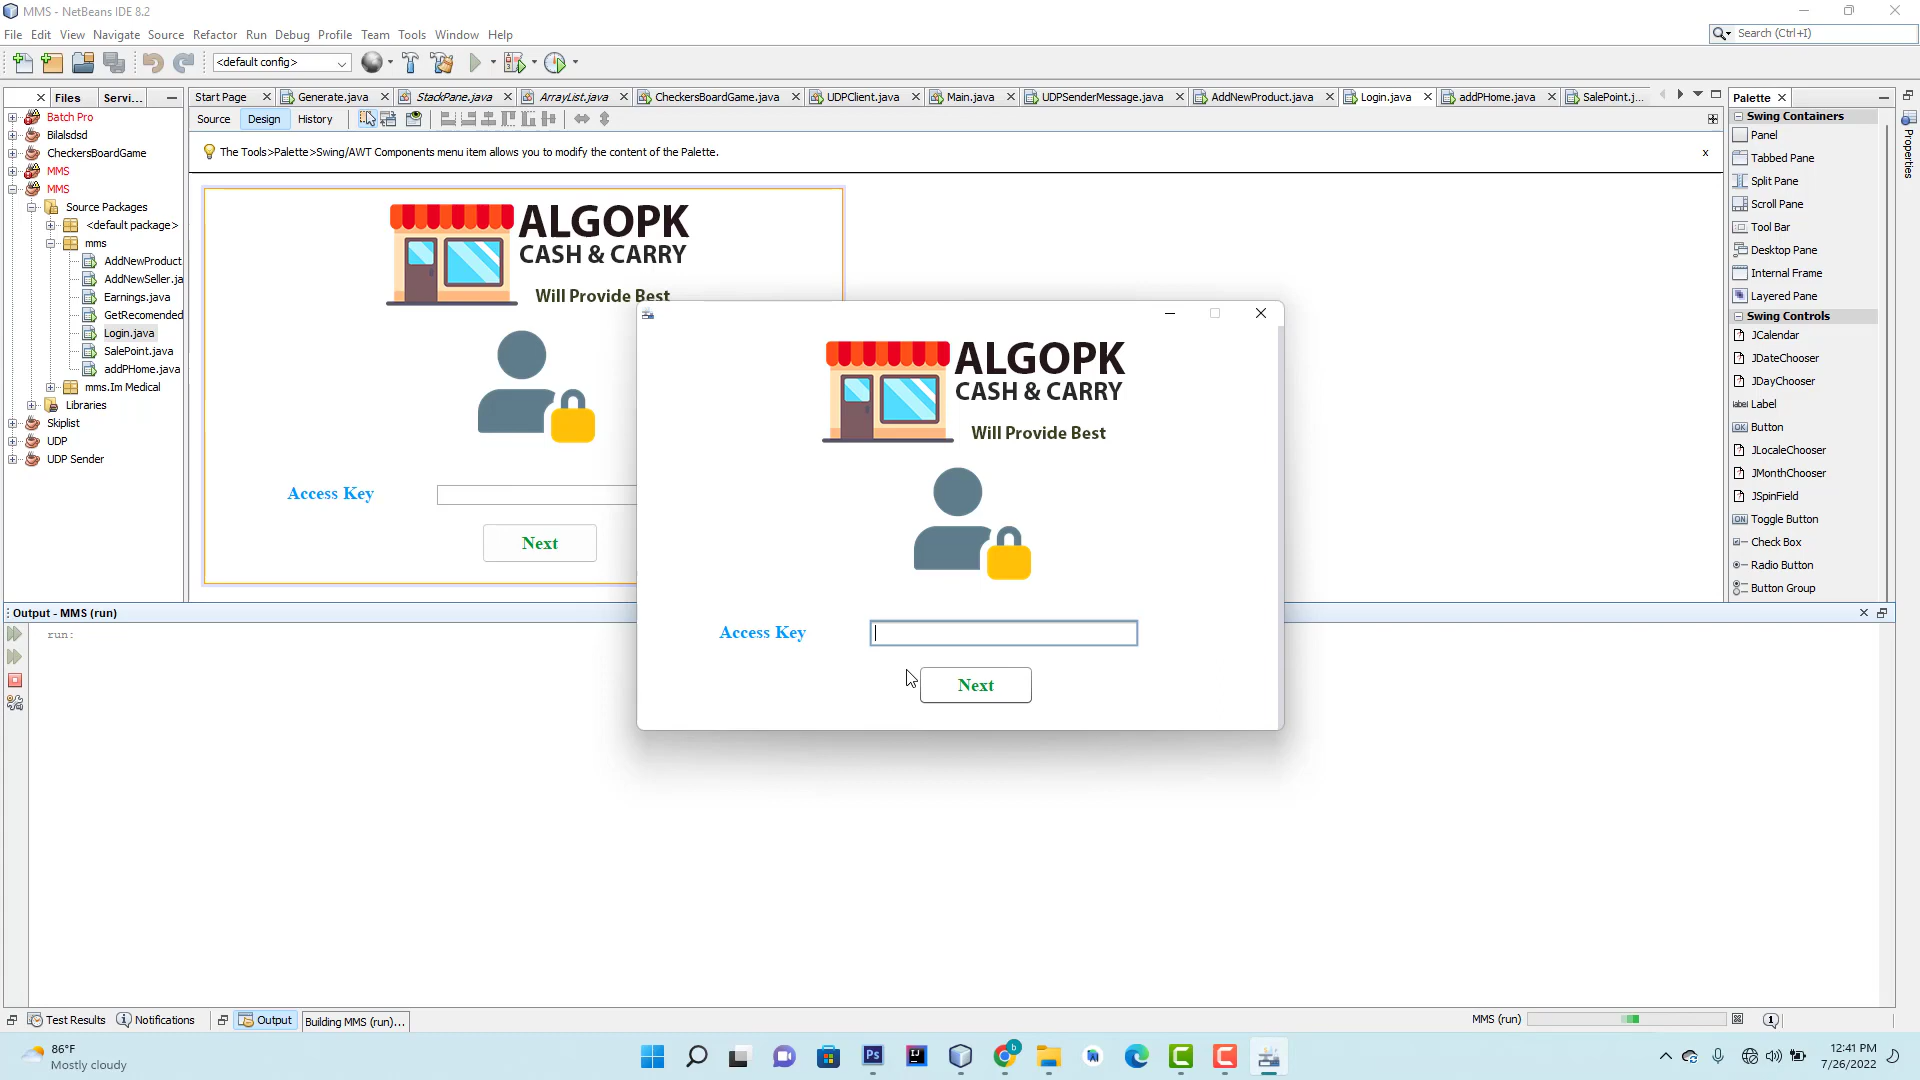 MMS - NetBeans IDE 8.2
File Edit View Navigate Source Refactor Run Debug Profile Team Tools Window Help
Search (Ctrl+I)
<default config>
Files Servi...
Start Page Generate.java StackPane.java ArrayList.java CheckersBoardGame.java UDPClient.java Main.java UDPSenderMessage.java AddNewProduct.java Login.java addPHome.java SalePoint.j...
Source Design History
The Tools>Palette>Swing/AWT Components menu item allows you to modify the content of the Palette.
x
Batch Pro
Bilalsdsd
CheckersBoardGame
MMS
MMS
Source Packages
<default package>
mms
AddNewProduct
AddNewSeller.ja
Earnings.java
GetRecomended
Login.java
SalePoint.java
addPHome.java
mms.Im Medical
Libraries
Skiplist
UDP
UDP Sender
ALGOPK
CASH & CARRY
Will Provide Best
Access Key
Next
ALGOPK
CASH & CARRY
Will Provide Best
Access Key
Next
Palette
Swing Containers
Panel
Tabbed Pane
Split Pane
Scroll Pane
Tool Bar
Desktop Pane
Internal Frame
Layered Pane
Swing Controls
JCalendar
JDateChooser
JDayChooser
label Label
OK Button
JLocaleChooser
JMonthChooser
JSpinField
ON Toggle Button
Check Box
Radio Button
Button Group
Properties
Output - MMS (run)
run:
Test Results Notifications Output Building MMS (run)...
MMS (run)
1
86°F
Mostly cloudy
Ps
b
12:41 PM
7/26/2022